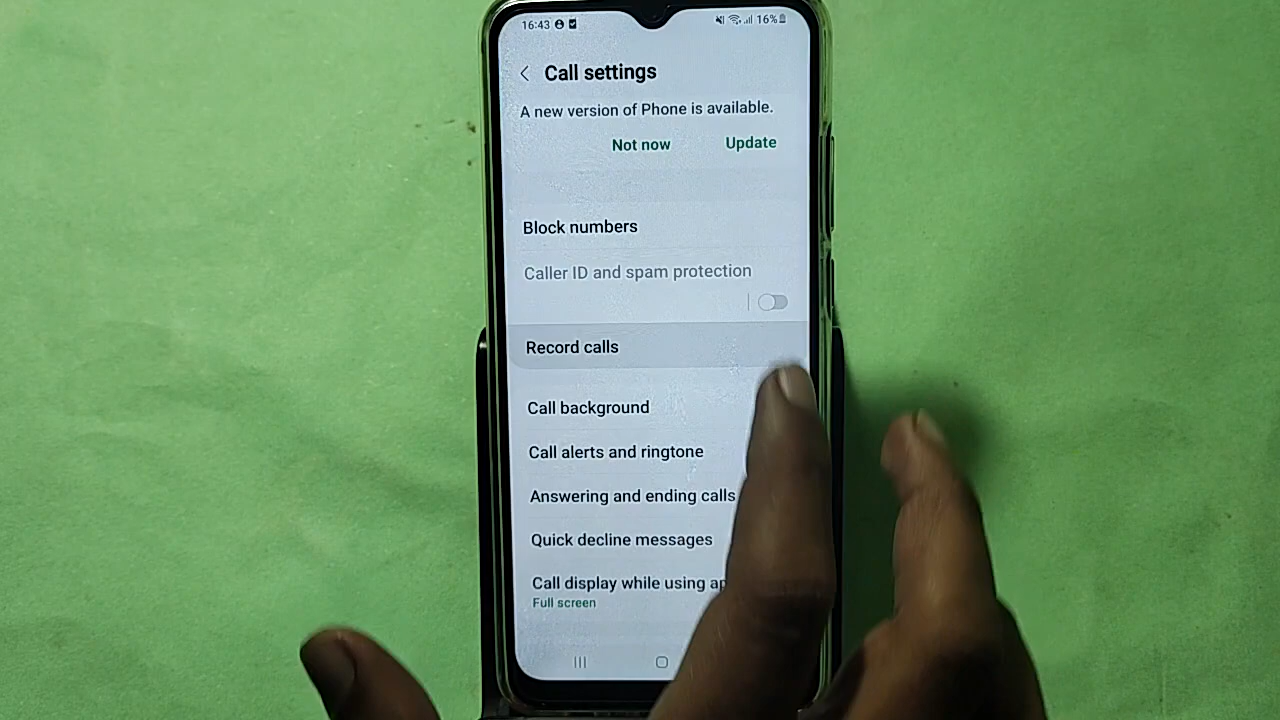 16:43
16%
Call settings
A new version of Phone is available.
Not now Update
Block numbers
Caller ID and spam protection
Record calls
Call background
Call alerts and ringtone
Answering and ending calls
Quick decline messages
Call display while using
Full screen